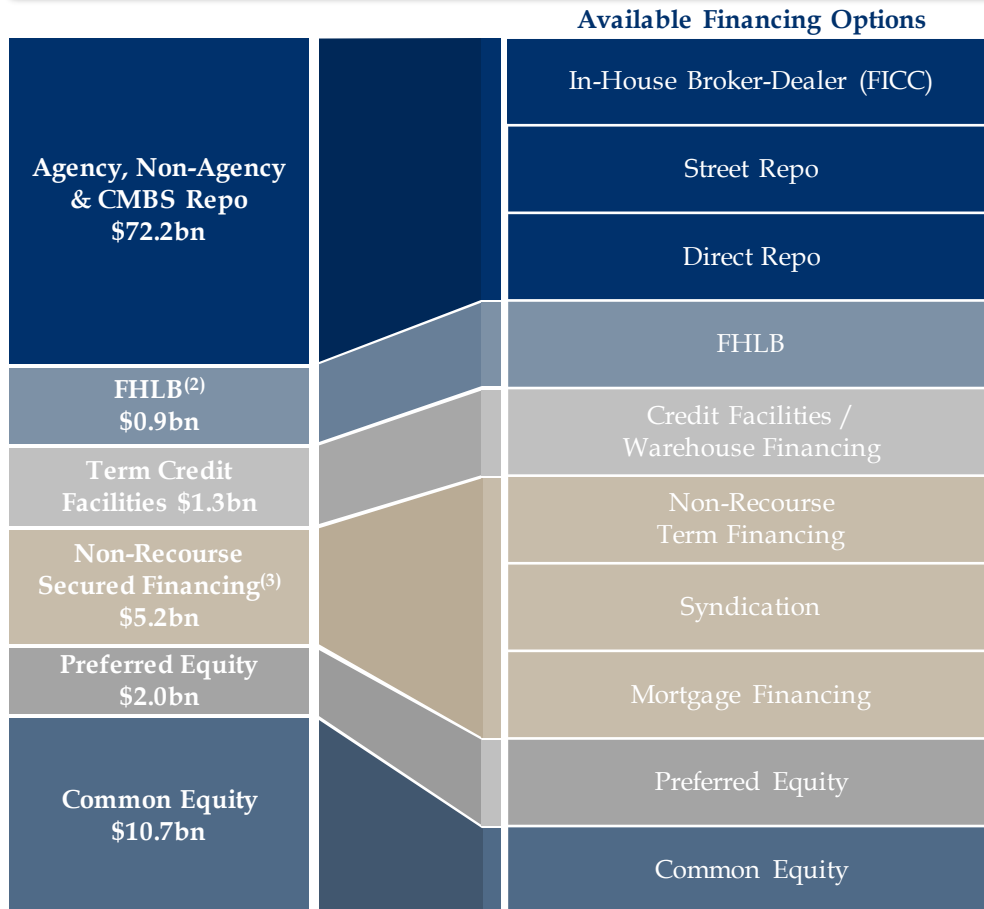 Available Financing Options
Agency, Non-Agency
& CMBS Repo
$72.2bn
FHLB(2)
$0.9bn
Term Credit
Facilities $1.3bn
Non-Recourse
Secured Financing(3)
$5.2bn
Preferred Equity
$2.0bn
Common Equity
$10.7bn
In-House Broker-Dealer (FICC)
Street Repo
Direct Repo
FHLB
Credit Facilities /
Warehouse Financing
Non-Recourse
Term Financing
Syndication
Mortgage Financing
Preferred Equity
Common Equity